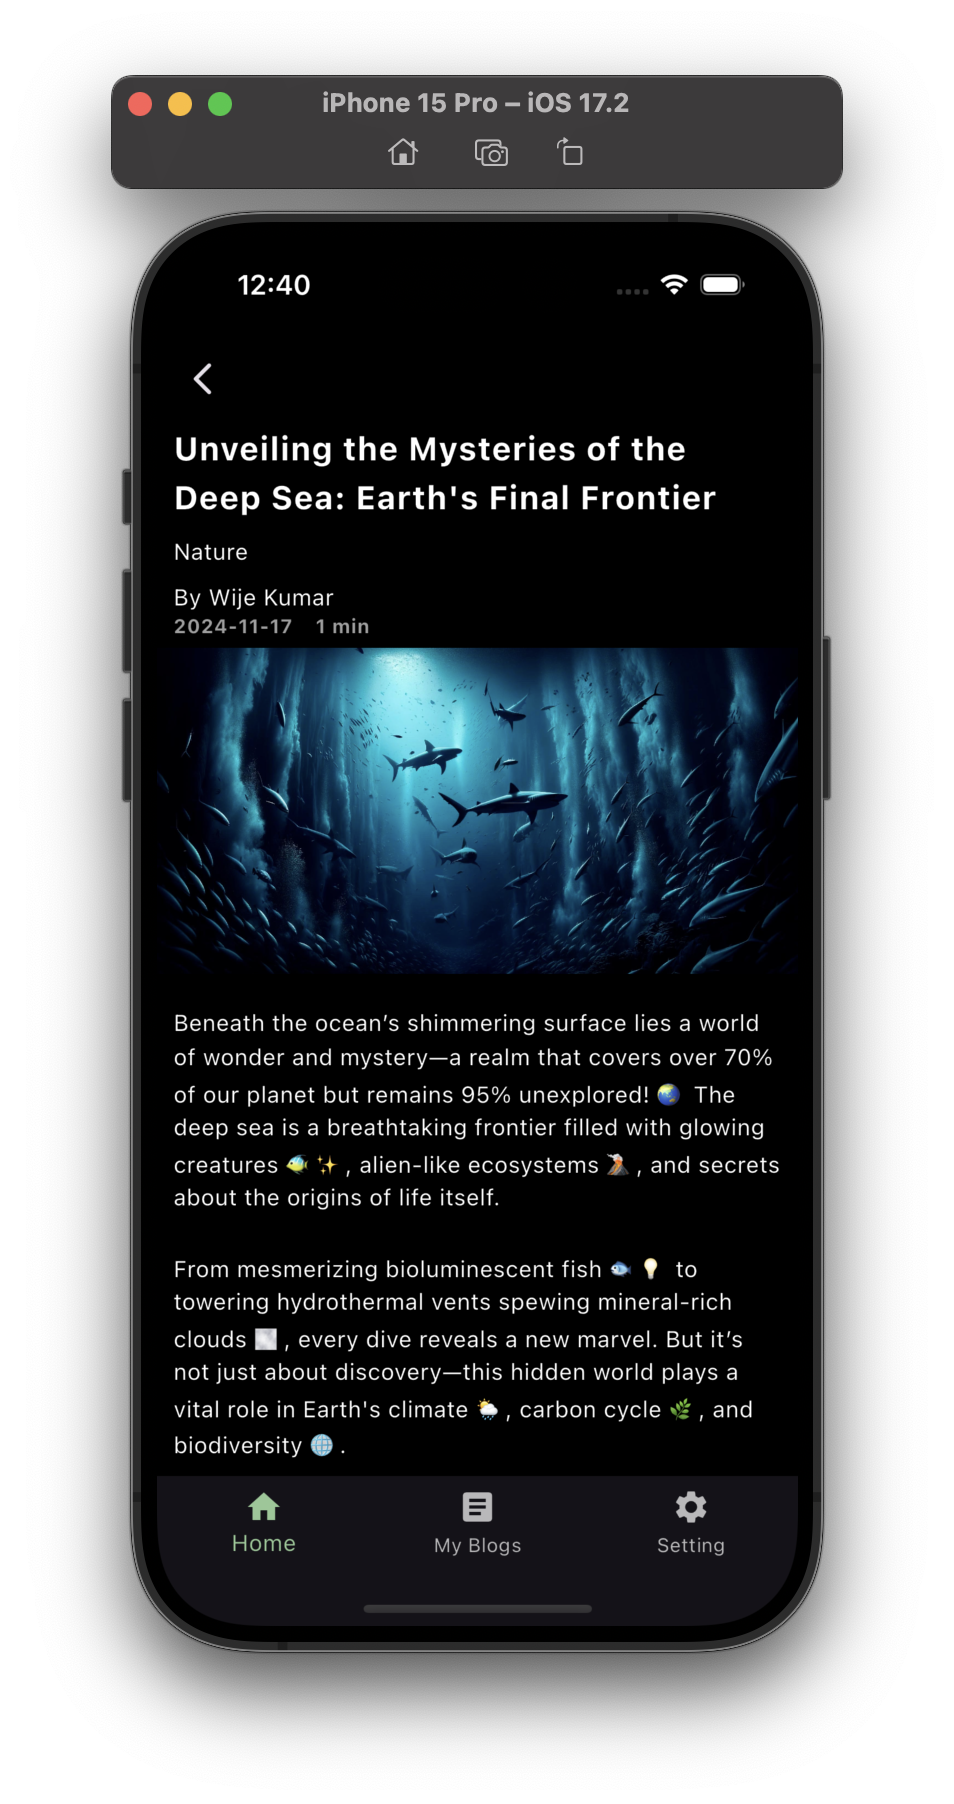 iPhone 15 Pro – iOS 17.2
12:40
Unveiling the Mysteries of the
Deep Sea: Earth's Final Frontier
Nature
By Wije Kumar
2024-11-17 1 min
Beneath the ocean’s shimmering surface lies a world
of wonder and mystery—a realm that covers over 70%
of our planet but remains 95% unexplored! 🌏 The
deep sea is a breathtaking frontier filled with glowing
creatures 🐠 ✨ , alien-like ecosystems 🌋 , and secrets
about the origins of life itself.
From mesmerizing bioluminescent fish 🐟 💡 to
towering hydrothermal vents spewing mineral-rich
clouds 🌫️ , every dive reveals a new marvel. But it’s
not just about discovery—this hidden world plays a
vital role in Earth's climate 🌦️ , carbon cycle 🌿 , and
biodiversity 🌐 .
Home
My Blogs
Setting